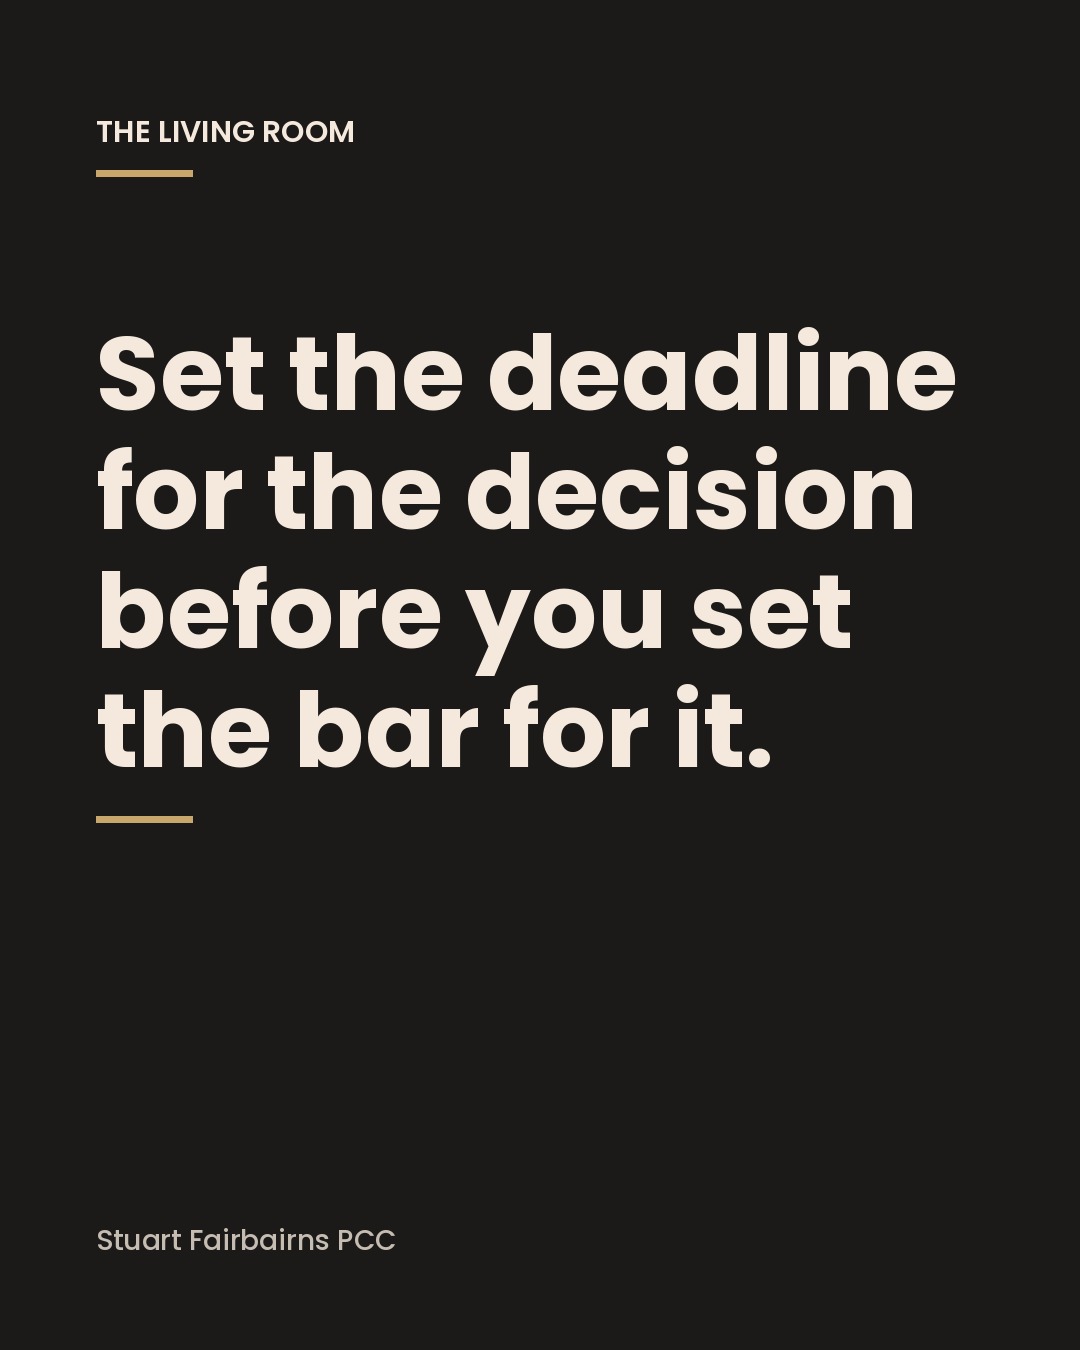 THE LIVING ROOM
Set the deadline
for the decision
before you set
the bar for it.
Stuart Fairbairns PCC